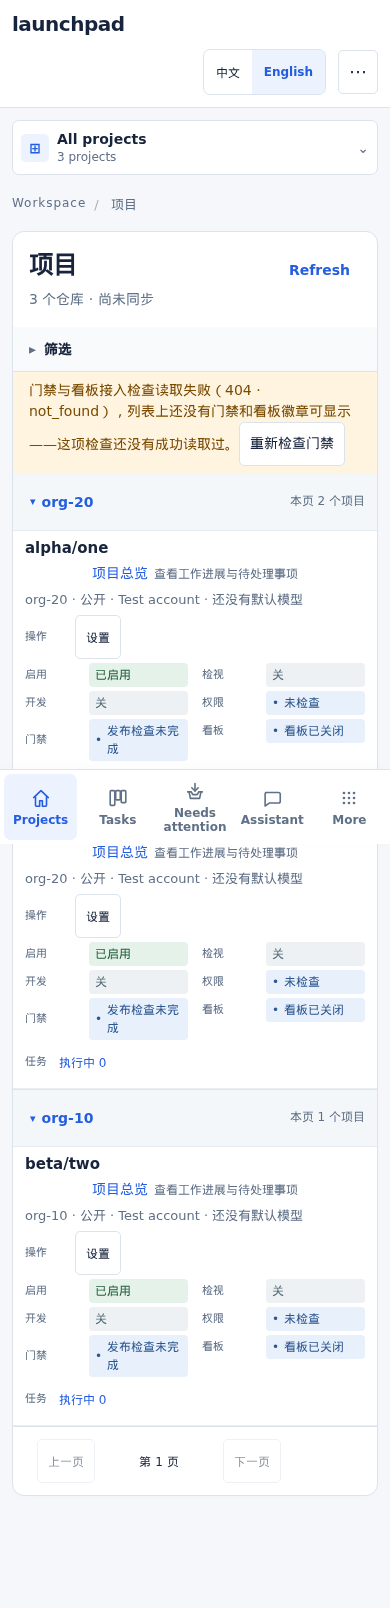 launchpad
中文
English
⋯
All projects
3 projects
Workspace / 项目
项目
Refresh
3 个仓库 · 尚未同步
筛选
门禁与看板接入检查读取失败（404 ·
not_found），列表上还没有门禁和看板徽章可显示
——这项检查还没有成功读取过。 重新检查门禁
org-20
本页 2 个项目
alpha/one
项目总览 查看工作进展与待处理事项
org-20 · 公开 · Test account · 还没有默认模型
操作 设置
启用 已启用 检视 关
开发 关 权限 • 未检查
门禁 • 发布检查未完成 看板 • 看板已关闭
Projects
Tasks
Needs attention
Assistant
More
项目总览 查看工作进展与待处理事项
org-20 · 公开 · Test account · 还没有默认模型
操作 设置
启用 已启用 检视 关
开发 关 权限 • 未检查
门禁 • 发布检查未完成 看板 • 看板已关闭
任务 执行中 0
org-10
本页 1 个项目
beta/two
项目总览 查看工作进展与待处理事项
org-10 · 公开 · Test account · 还没有默认模型
操作 设置
启用 已启用 检视 关
开发 关 权限 • 未检查
门禁 • 发布检查未完成 看板 • 看板已关闭
任务 执行中 0
上一页 第 1 页 下一页